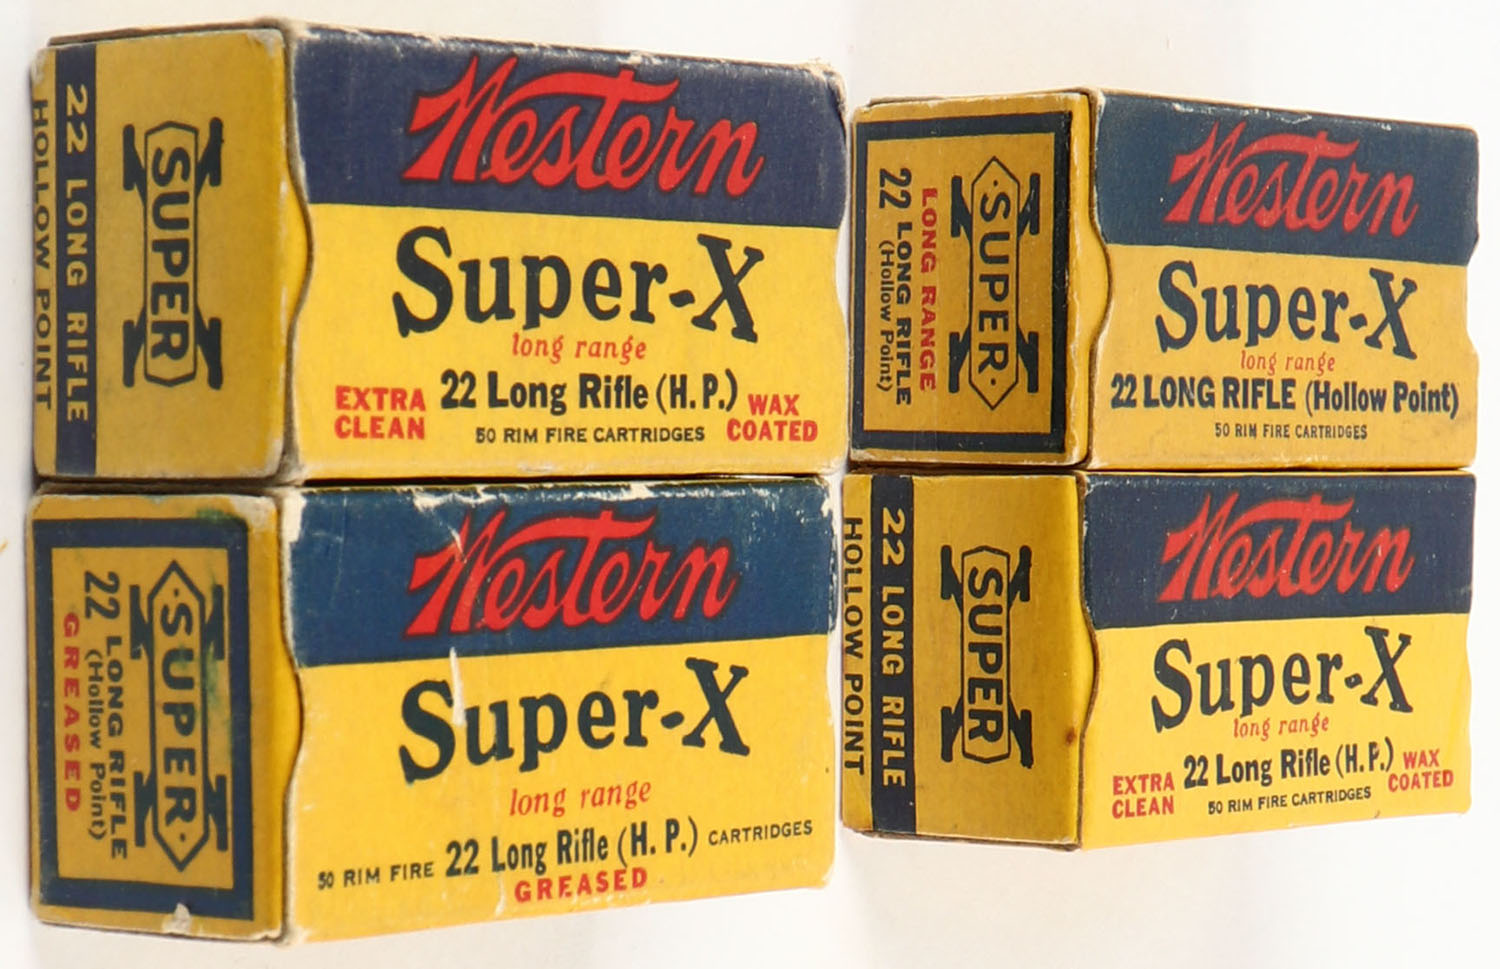 22 LONG RIFLE
HOLLOW POINT
SUPER
X
Western
Super-X
long range
22 Long Rifle (H. P.)
EXTRA
CLEAN
WAX
COATED
50 RIM FIRE CARTRIDGES
SUPER
X
LONG RANGE
22 LONG RIFLE
(Hollow Point)
Western
Super-X
long range
22 LONG RIFLE (Hollow Point)
50 RIM FIRE CARTRIDGES
SUPER
X
22 LONG RIFLE
(Hollow Point)
GREASED
Western
Super-X
long range
50 RIM FIRE 22 Long Rifle (H. P.) CARTRIDGES
GREASED
SUPER
X
22 LONG RIFLE
HOLLOW POINT
Western
Super-X
long range
22 Long Rifle (H. P.)
EXTRA
CLEAN
WAX
COATED
50 RIM FIRE CARTRIDGES